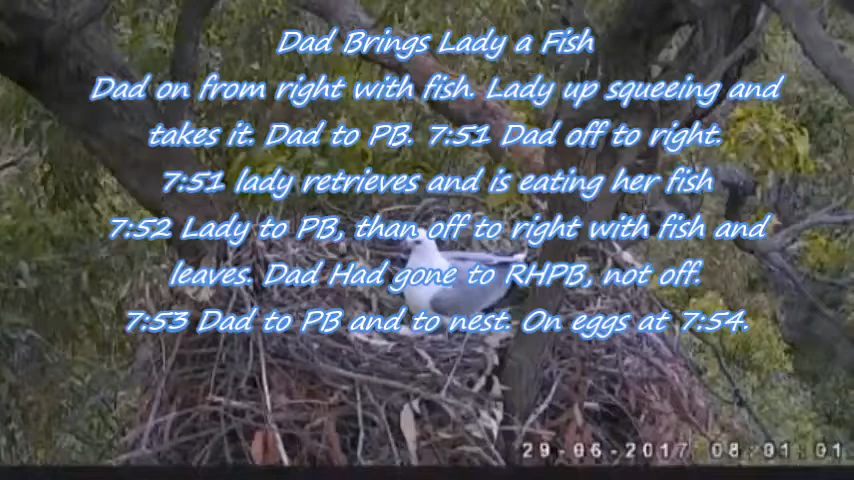 Dad Brings Lady a Fish
Dad on from right with fish. Lady up squeeing and
takes it. Dad to PB. 7:51 Dad off to right.
7:51 lady retrieves and is eating her fish
7:52 Lady to PB, than off to right with fish and
leaves. Dad Had gone to RHPB, not off.
7:53 Dad to PB and to nest. On eggs at 7:54.
29-06-2017 08:01:01